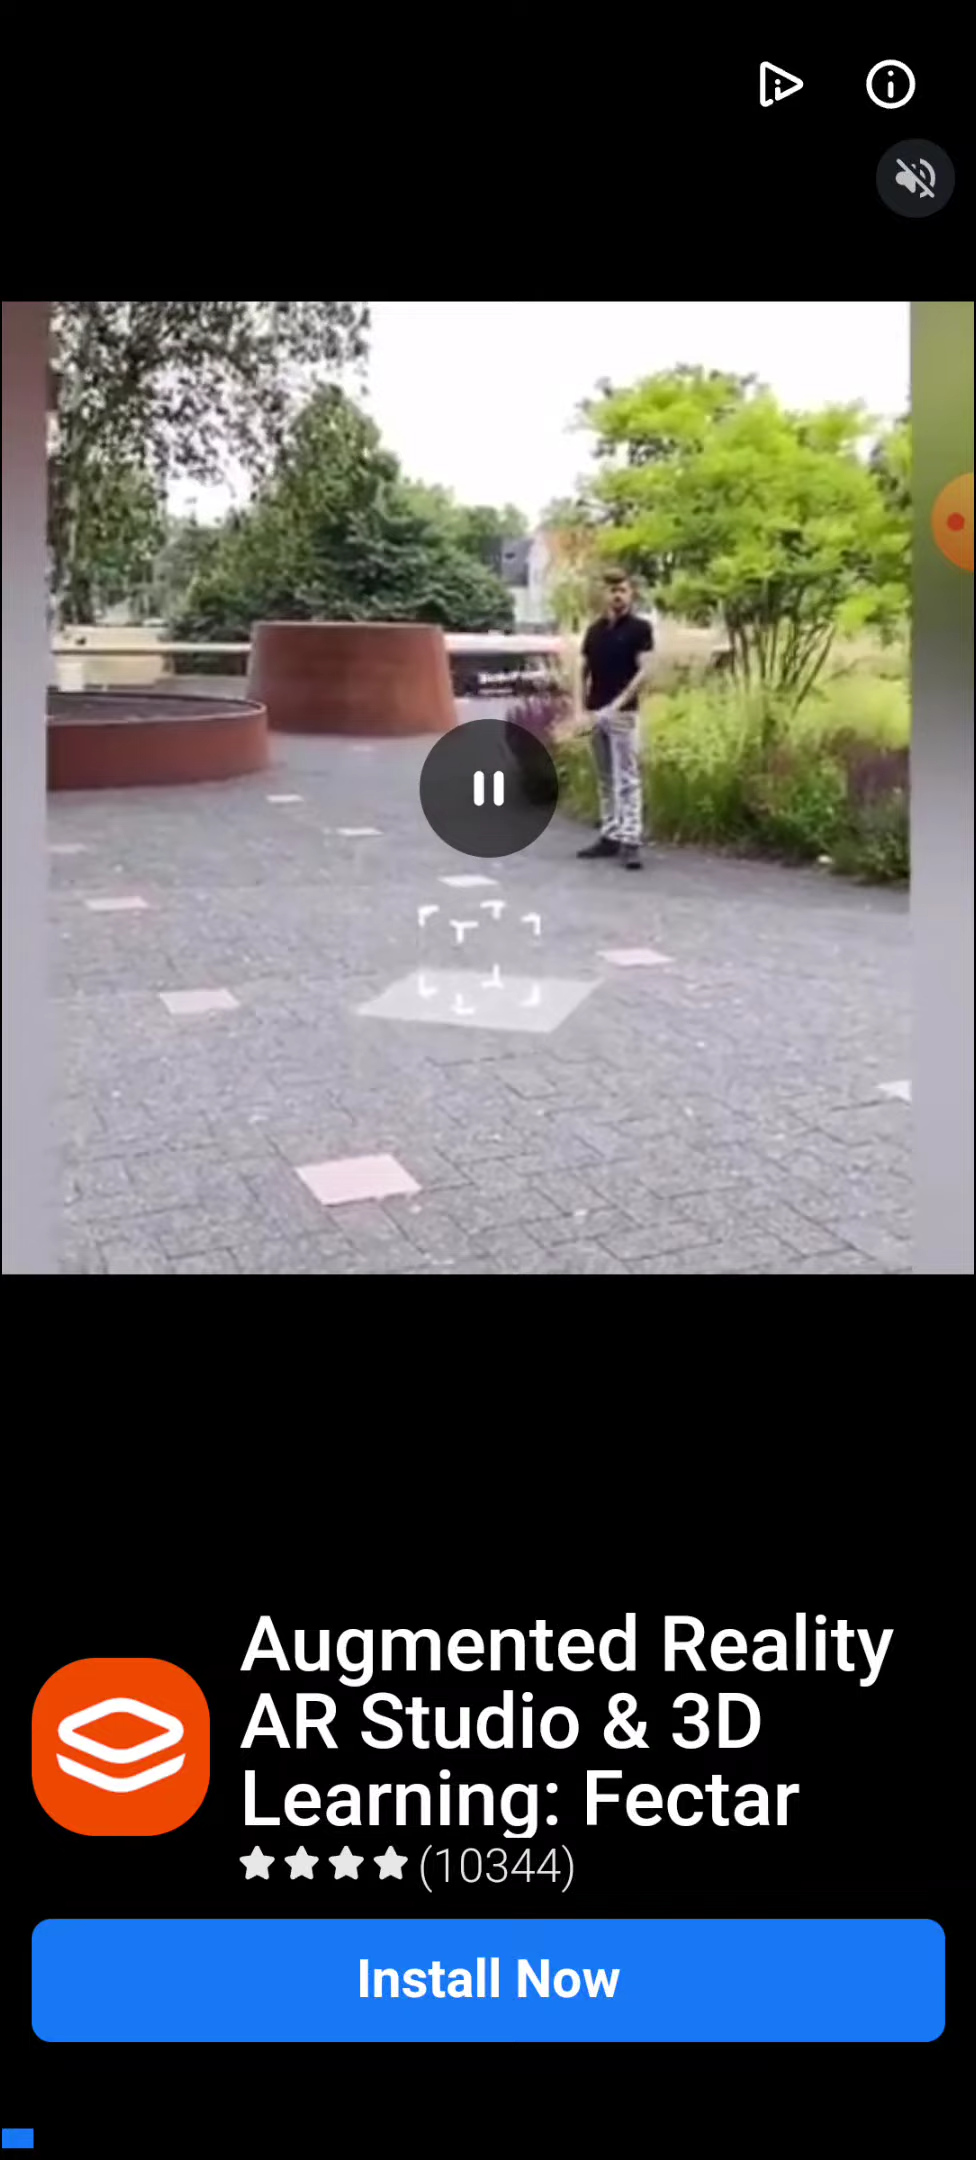 Augmented Reality
AR Studio & 3D
Learning: Fectar
(10344)
Install Now